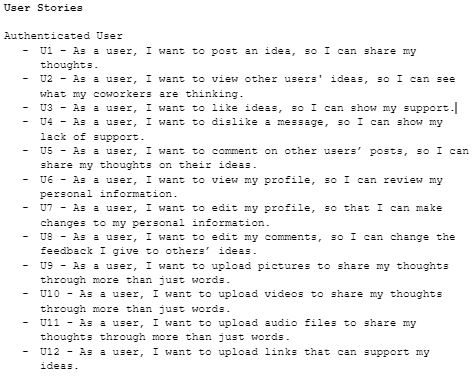 User Stories
Authenticated User
- U1 - As a user, I want to post an idea, so I can share my
thoughts.
- U2 - As a user, I want to view other users' ideas, so I can see
what my coworkers are thinking.
- U3 - As a user, I want to like ideas, so I can show my support.
- U4 - As a user, I want to dislike a message, so I can show my
lack of support.
- U5 - As a user, I want to comment on other users’ posts, so I can
share my thoughts on their ideas.
- U6 - As a user, I want to view my profile, so I can review my
personal information.
- U7 - As a user, I want to edit my profile, so that I can make
changes to my personal information.
- U8 - As a user, I want to edit my comments, so I can change the
feedback I give to others’ ideas.
- U9 - As a user, I want to upload pictures to share my thoughts
through more than just words.
- U10 - As a user, I want to upload videos to share my thoughts
through more than just words.
- U11 - As a user, I want to upload audio files to share my
thoughts through more than just words.
- U12 - As a user, I want to upload links that can support my
ideas.